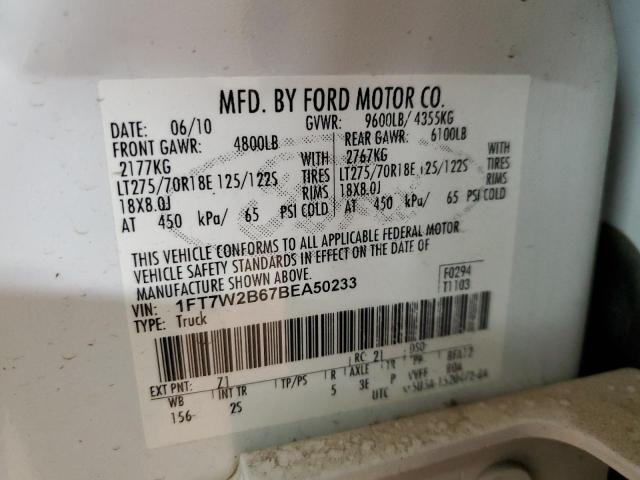 MFD. BY FORD MOTOR CO.
DATE: 06/10 GVWR: 9600LB/ 4355KG
FRONT GAWR: 4800LB REAR GAWR: 6100LB
2177KG WITH 2767KG WITH
LT275/70R18E 125/122S TIRES LT275/70R18E 125/122S TIRES
18X8.0J RIMS 18X8.0J RIMS
AT 450 kPa/ 65 PSI COLD AT 450 kPa/ 65 PSI COLD
THIS VEHICLE CONFORMS TO ALL APPLICABLE FEDERAL MOTOR
VEHICLE SAFETY STANDARDS IN EFFECT ON THE DATE OF
MANUFACTURE SHOWN ABOVE.
VIN: 1FT7W2B67BEA50233 F0294
TYPE: Truck T1103
EXT PNT: Z1 RC: 21 DSO:
WB INT TR TP/PS R AXLE TR
156 2S 5 3E P
UTC